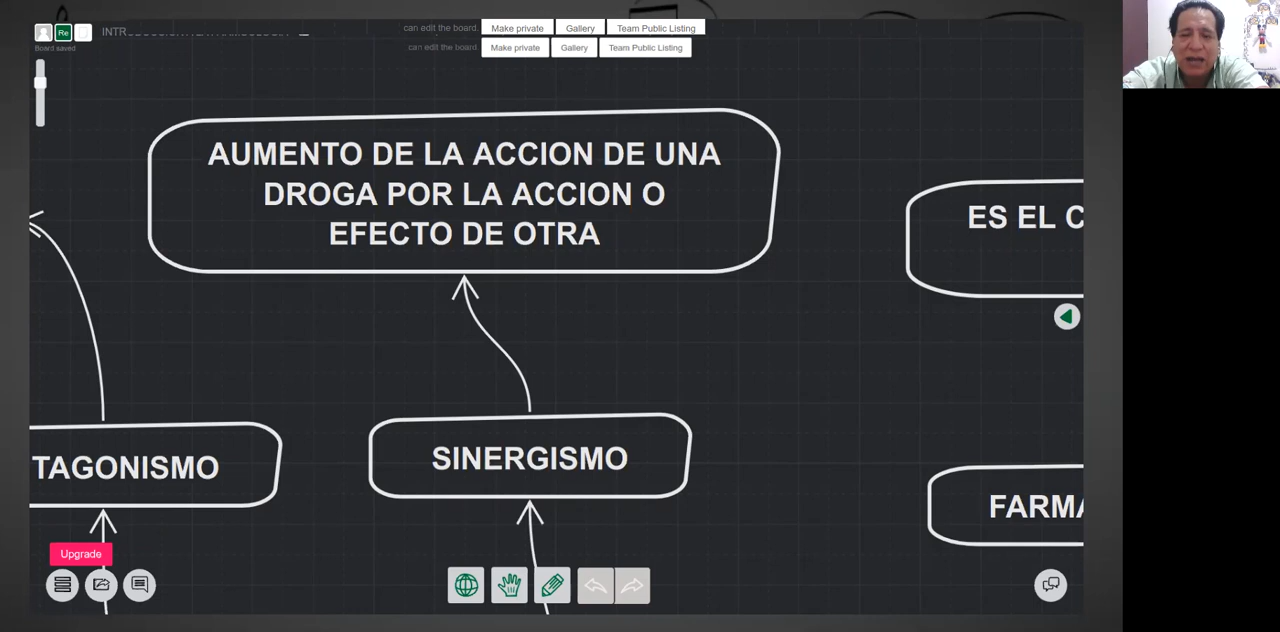 Re
can edit the board.
Make private
Gallery
Team Public Listing
Board saved
can edit the board
Make private
Gallery
Team Public Listing
AUMENTO DE LA ACCION DE UNA
DROGA POR LA ACCION O
EFECTO DE OTRA
ES EL C
TAGONISMO
SINERGISMO
FARMA
Upgrade